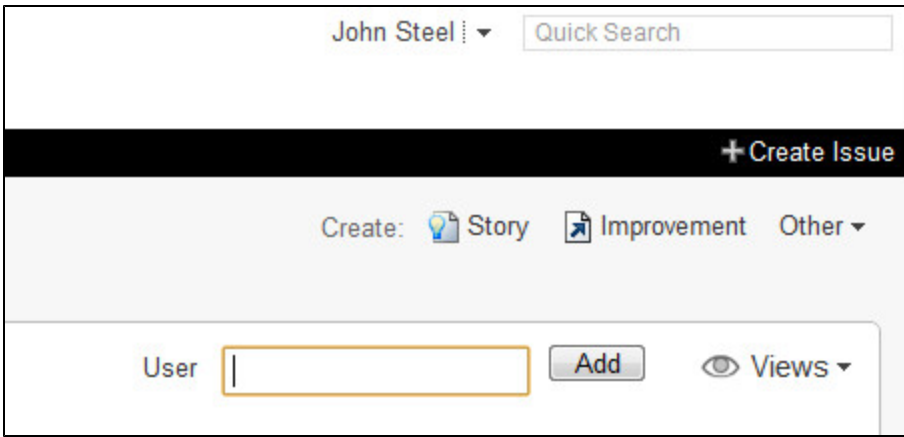 John Steel Quick Search
Create Issue
Create: Story Improvement Other
User Add Views